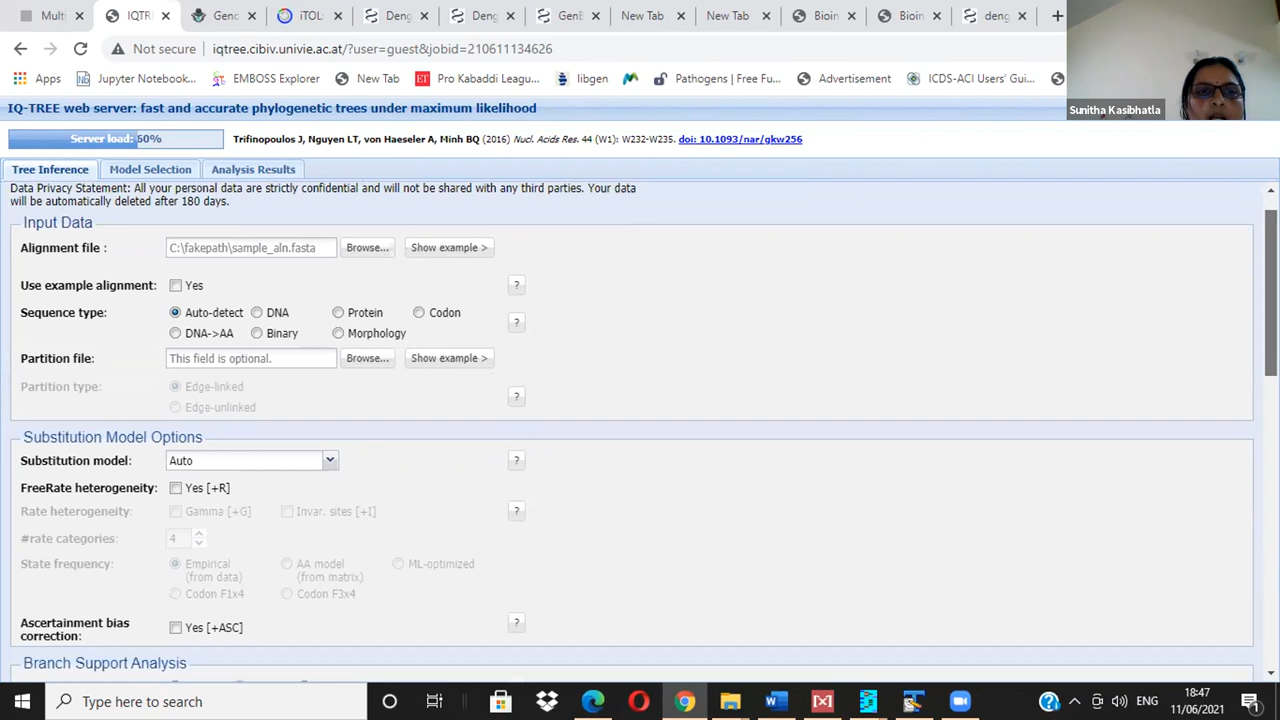 Multi
IQTRE
Geno
iTOL:
Deng
Deng
GenB
New Tab
New Tab
Bioin
Bioin
deng
Not secure
iqtree.cibiv.univie.ac.at/?user=guest&jobid=210611134626
Apps
Jupyter Notebook...
EMBOSS Explorer
New Tab
Pro Kabaddi Leagu...
libgen
Pathogens | Free Fu...
Advertisement
ICDS-ACI Users' Gui...
Sunitha Kasibhatla
IQ-TREE web server: fast and accurate phylogenetic trees under maximum likelihood
Server load: 60%
Trifinopoulos J, Nguyen LT, von Haeseler A, Minh BQ (2016) Nucl. Acids Res. 44 (W1): W232-W235. doi: 10.1093/nar/gkw256
Tree Inference
Model Selection
Analysis Results
Data Privacy Statement: All your personal data are strictly confidential and will not be shared with any third parties. Your data
will be automatically deleted after 180 days.
Input Data
Alignment file :
C:\fakepath\sample_aln.fasta
Browse...
Show example >
Use example alignment:
Yes
?
Sequence type:
Auto-detect
DNA
Protein
Codon
?
DNA->AA
Binary
Morphology
Partition file:
This field is optional.
Browse...
Show example >
Partition type:
Edge-linked
?
Edge-unlinked
Substitution Model Options
Substitution model:
Auto
?
FreeRate heterogeneity:
Yes [+R]
Rate heterogeneity:
Gamma [+G]
Invar. sites [+I]
?
#rate categories:
4
State frequency:
Empirical
(from data)
AA model
(from matrix)
ML-optimized
Codon F1x4
Codon F3x4
Ascertainment bias
correction:
Yes [+ASC]
?
Branch Support Analysis
Type here to search
ENG
18:47
11/06/2021
1